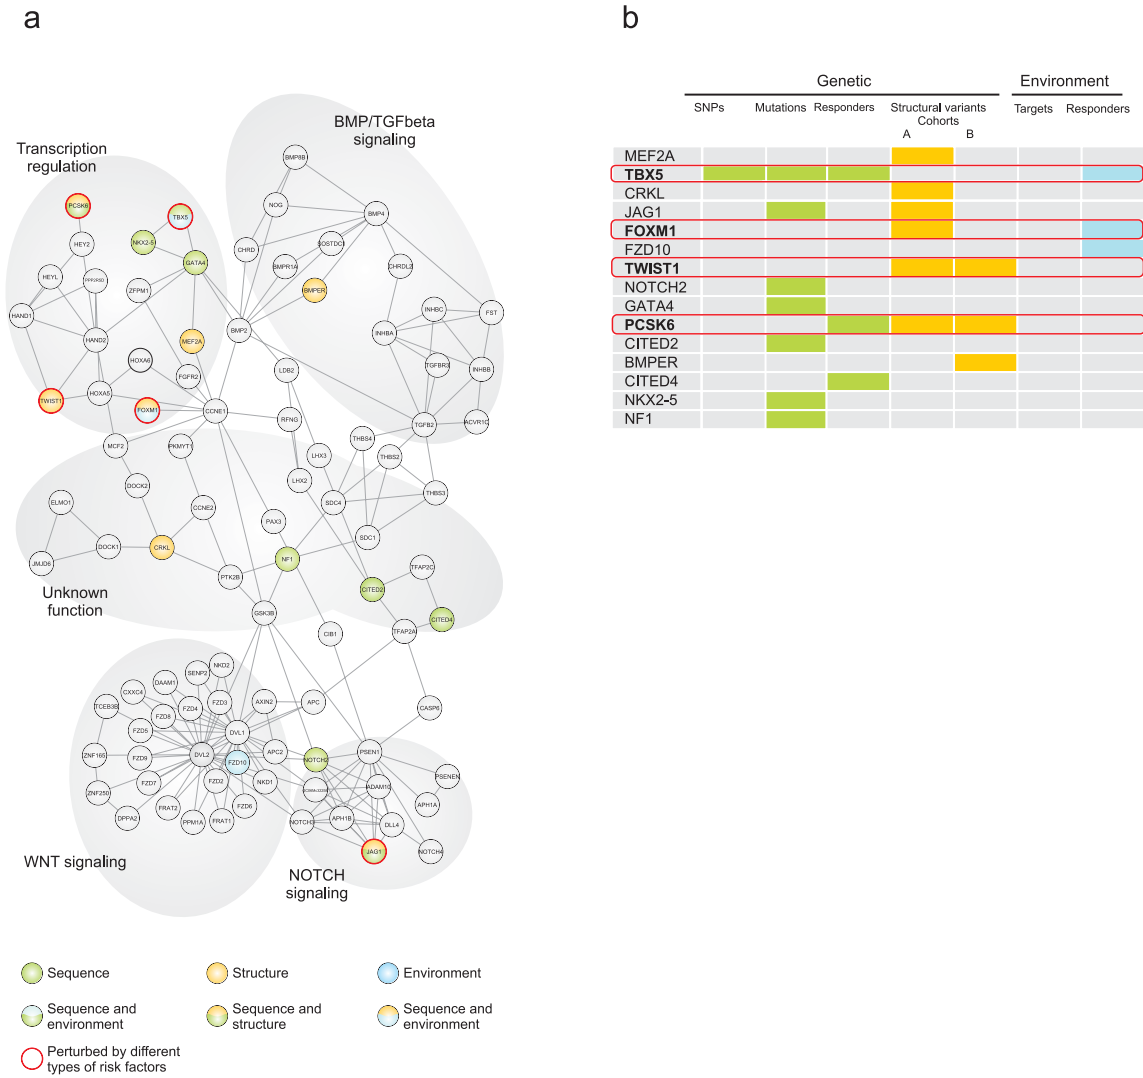 a
b
Genetic
Environment
SNPs
Mutations
Responders
Structural variants
Cohorts
A
B
Targets
Responders
MEF2A
TBX5
CRKL
JAG1
FOXM1
FZD10
TWIST1
NOTCH2
GATA4
PCSK6
CITED2
BMPER
CITED4
NKX2-5
NF1
BMP/TGFbeta
signaling
Transcription
regulation
BMP8B
PCSK6
TBX5
NOG
BMP4
NKX2-5
HEY2
CHRD
SOSTDC1
GATA4
BMPR1A
CHRDL2
HEYL
ZFPM1
BMPER
HAND1
INHBC
FST
BMP2
INHBA
HAND2
MEF2A
HOXA6
TGFBR3
INHBB
LDB2
FGFR2
HOXA5
TWIST1
FOXM1
CCNE1
RFNG
TGFB2
ACVR1C
MCF2
PKMYT1
THBS4
LHX3
THBS2
DOCK2
LHX2
THBS3
ELMO1
CCNE2
SDC4
PAX3
SDC1
DOCK1
CRKL
NF1
JMJD6
PTK2B
TFAP2C
CITED2
Unknown
function
GSK3B
CITED4
CIB1
TFAP2A
NKD2
SENP2
DAAM1
CXXC4
TCEB3B
FZD4
FZD3
AXIN2
APC
CASP6
FZD8
FZD5
DVL1
ZNF165
FZD9
DVL2
FZD10
APC2
NOTCH2
PSEN1
FZD7
FZD2
NKD1
ADAM10
PSENEN
ZNF250
FRAT2
FZD6
APH1A
DPPA2
PPM1A
FRAT1
NOTCH3
APH1B
DLL4
JAG1
NOTCH4
WNT signaling
NOTCH
signaling
Sequence
Structure
Environment
Sequence and
environment
Sequence and
structure
Sequence and
environment
Perturbed by different
types of risk factors